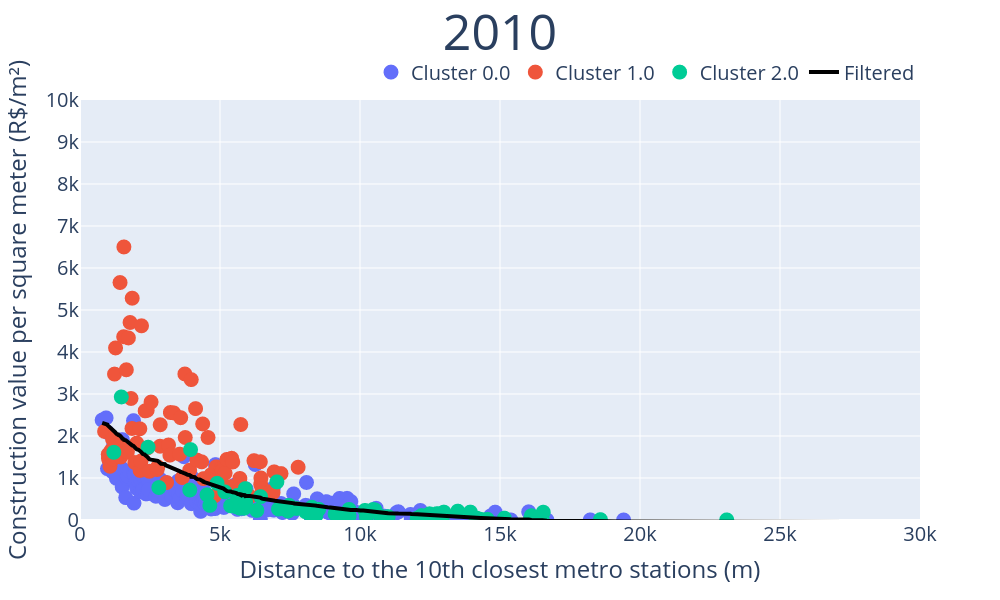 2010
Cluster 0.0 Cluster 1.0 Cluster 2.0 Filtered
Construction value per square meter (R$/m²)
10k
9k
8k
7k
6k
5k
4k
3k
2k
1k
0
0 5k 10k 15k 20k 25k 30k
Distance to the 10th closest metro stations (m)